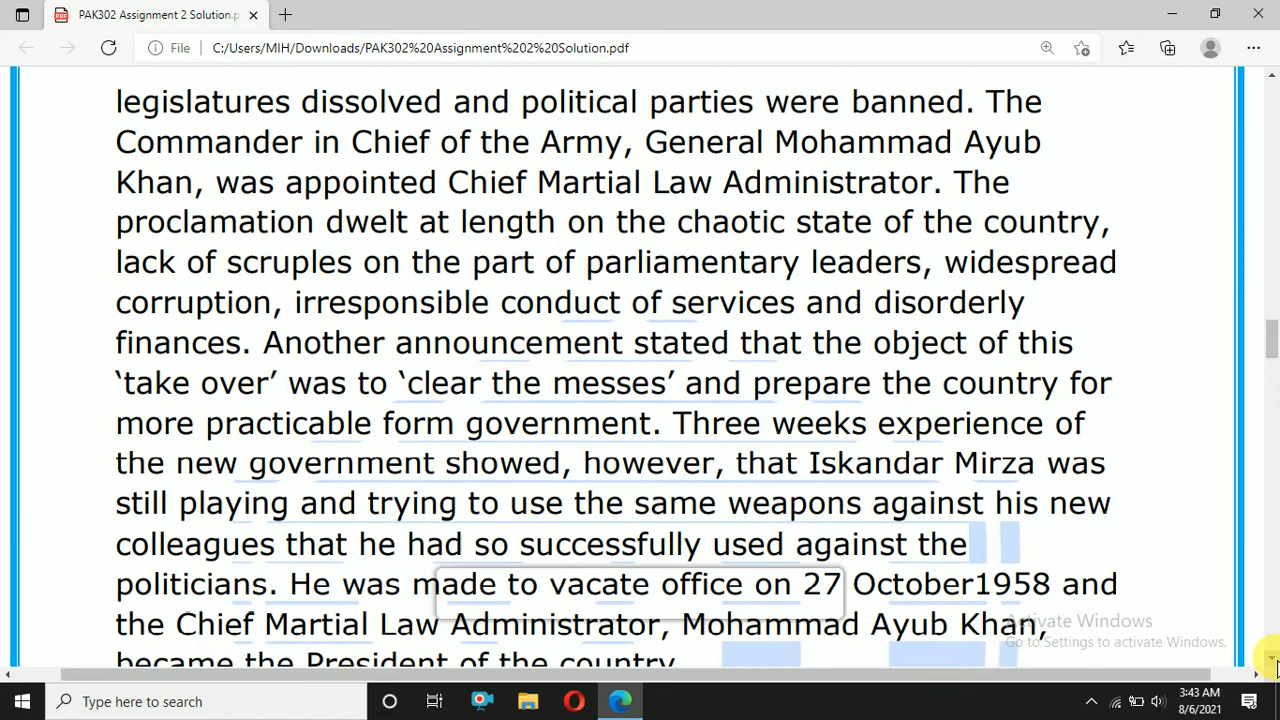 PAK302 Assignment 2 Solution.p
File C:/Users/MIH/Downloads/PAK302%20Assignment%202%20Solution.pdf
legislatures dissolved and political parties were banned. The
Commander in Chief of the Army, General Mohammad Ayub
Khan, was appointed Chief Martial Law Administrator. The
proclamation dwelt at length on the chaotic state of the country,
lack of scruples on the part of parliamentary leaders, widespread
corruption, irresponsible conduct of services and disorderly
finances. Another announcement stated that the object of this
‘take over’ was to ‘clear the messes’ and prepare the country for
more practicable form government. Three weeks experience of
the new government showed, however, that Iskandar Mirza was
still playing and trying to use the same weapons against his new
colleagues that he had so successfully used against the
politicians. He was made to vacate office on 27 October1958 and
the Chief Martial Law Administrator, Mohammad Ayub Khan,
became the President of the country.
Activate Windows
Go to Settings to activate Windows.
Type here to search
3:43 AM
8/6/2021